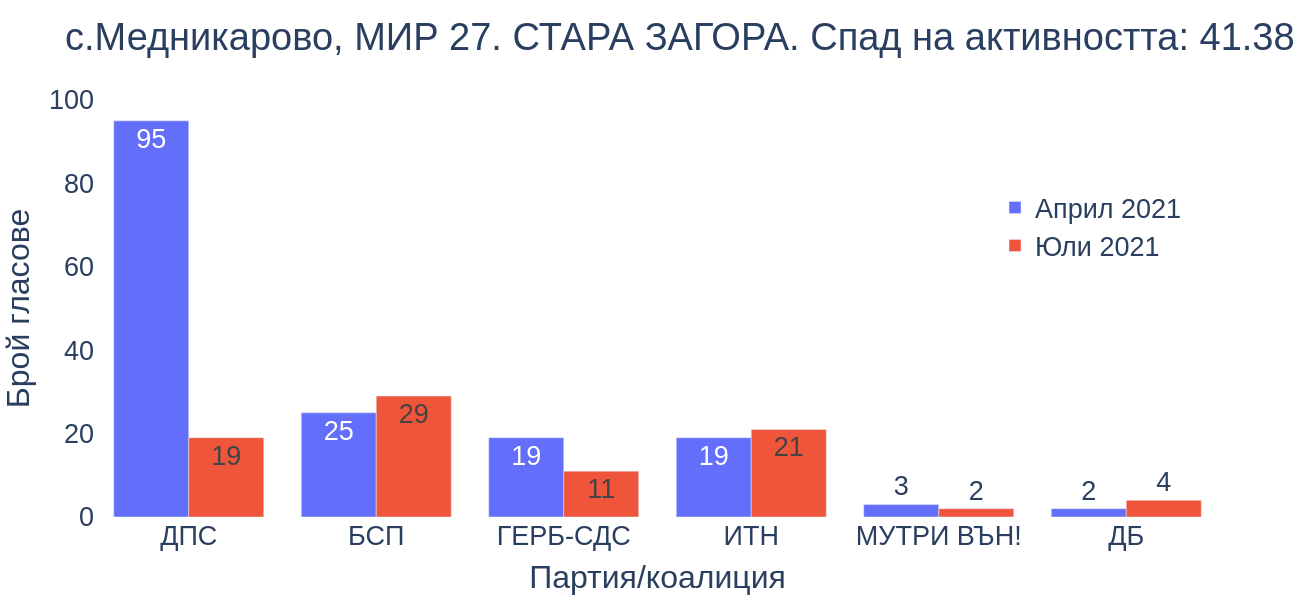 с.Медникарово, МИР 27. СТАРА ЗАГОРА. Спад на активността: 41.38
100
80
60
40
20
0
Брой гласове
95
19
25
29
19
11
19
21
3
2
2
4
Април 2021
Юли 2021
ДПС
БСП
ГЕРБ-СДС
ИТН
МУТРИ ВЪН!
ДБ
Партия/коалиция